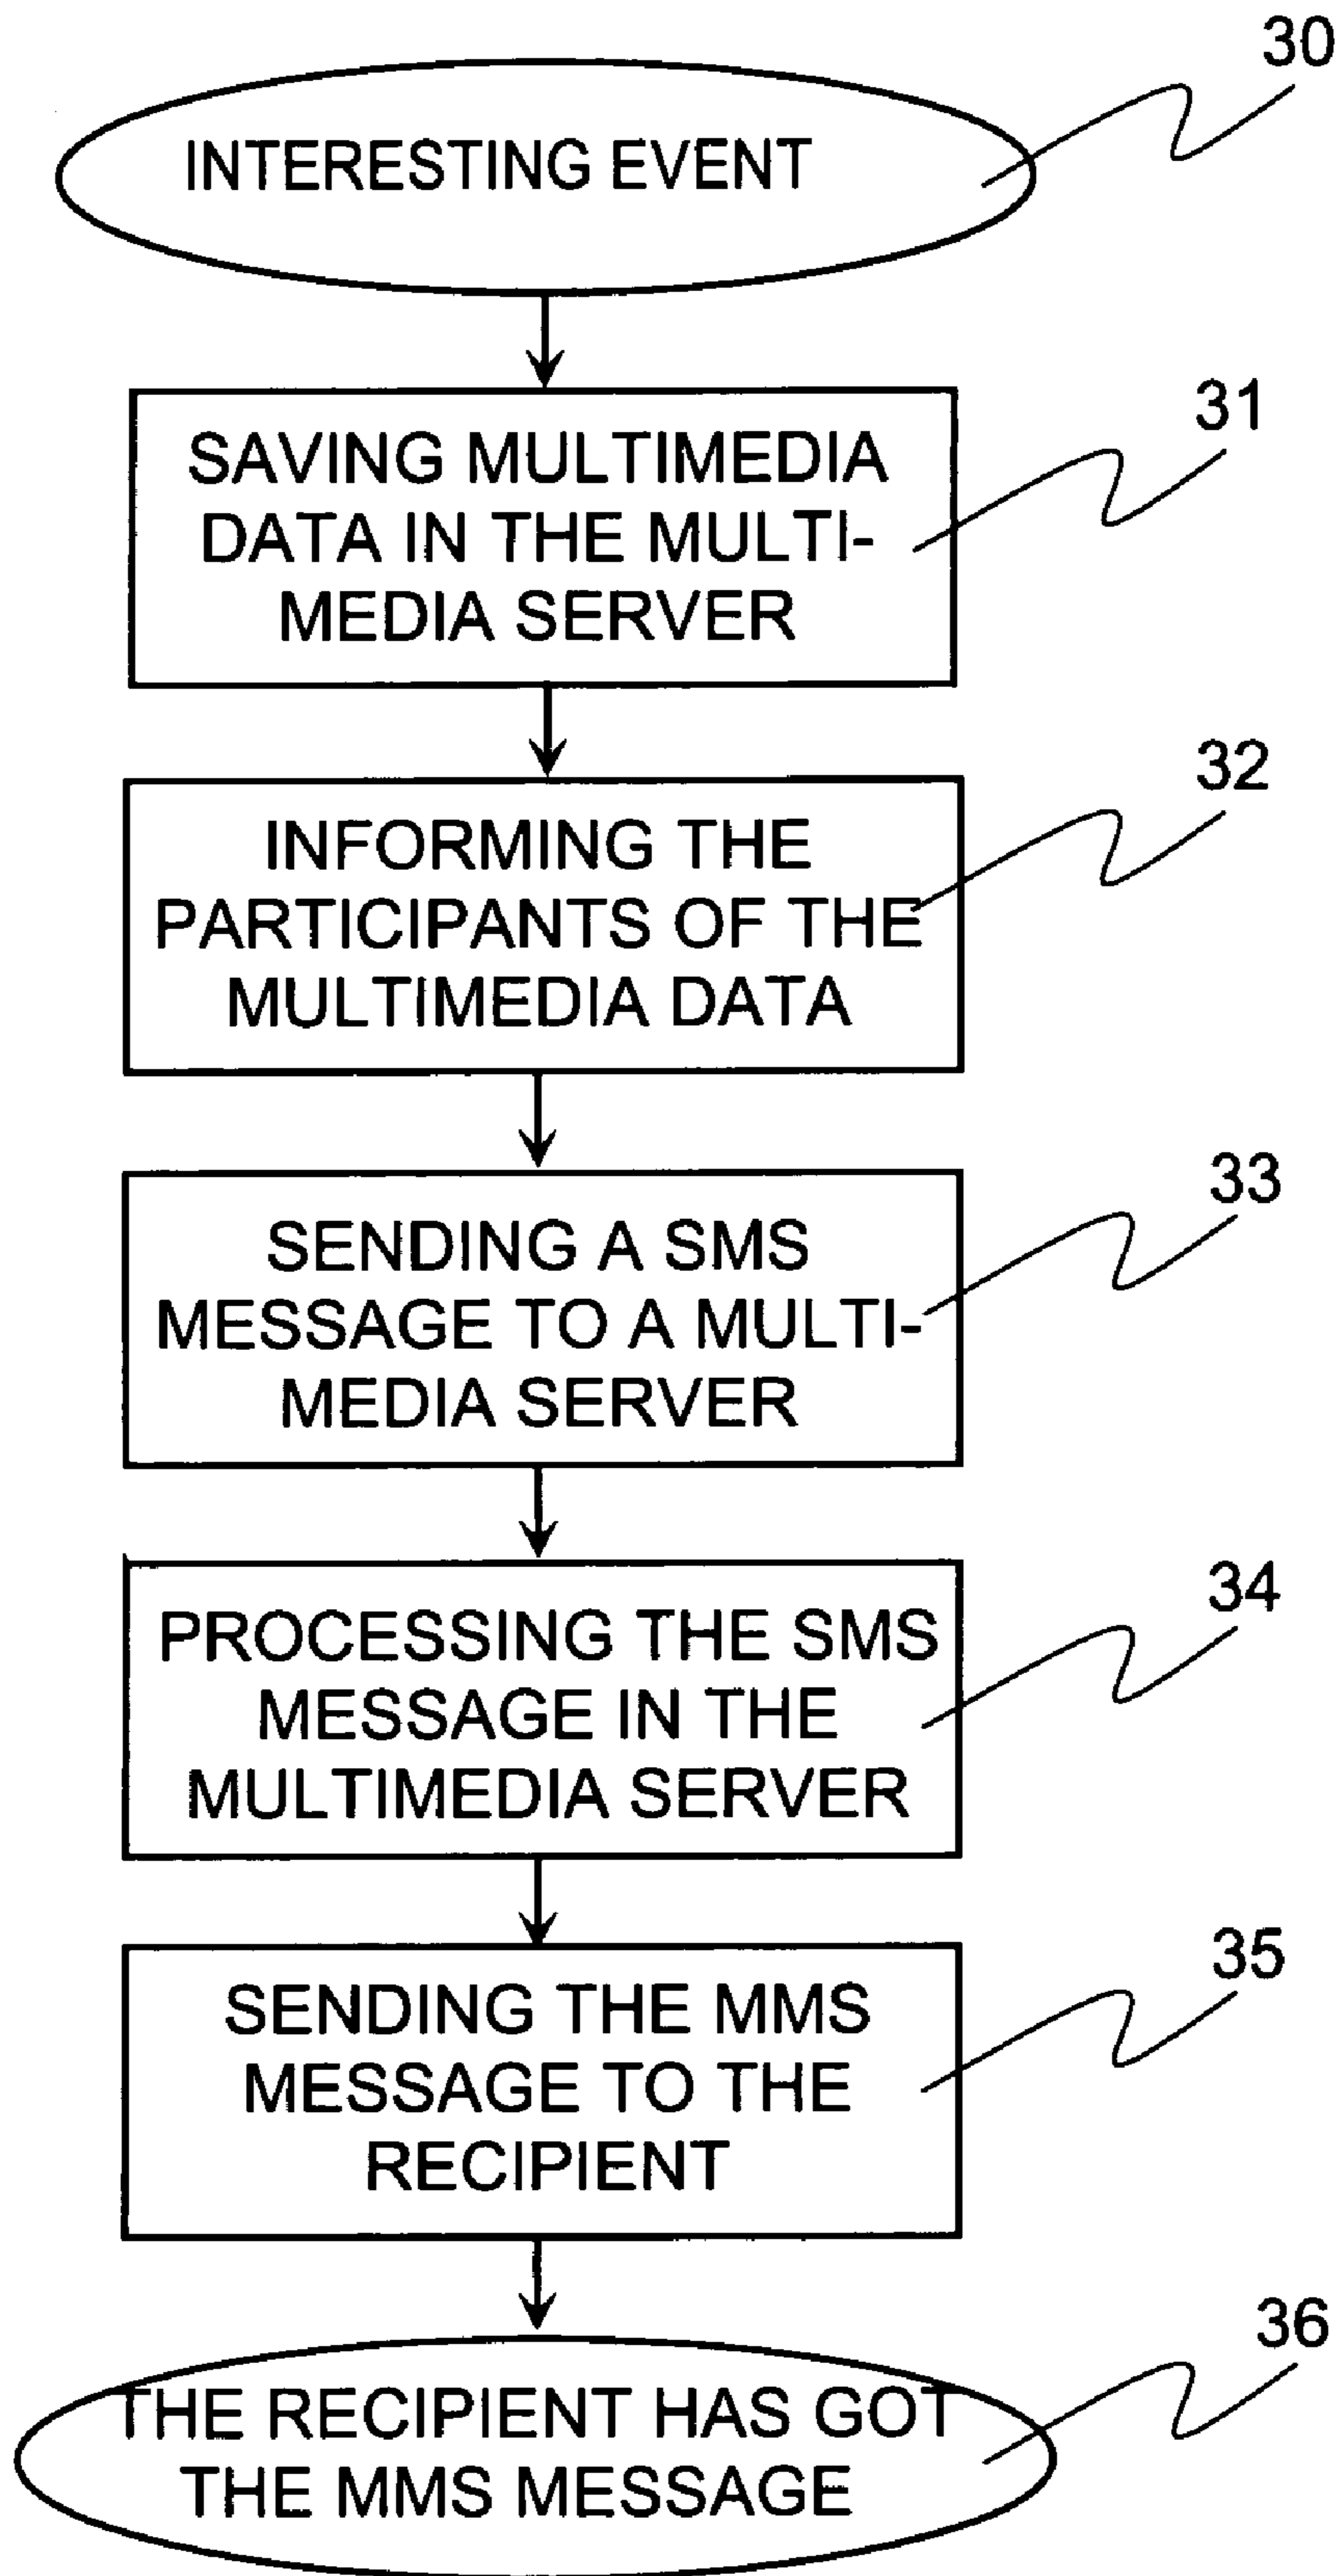 30
INTERESTING EVENT
31
SAVING MULTIMEDIA
DATA IN THE MULTI-
MEDIA SERVER
32
INFORMING THE
PARTICIPANTS OF THE
MULTIMEDIA DATA
33
SENDING A SMS
MESSAGE TO A MULTI-
MEDIA SERVER
34
PROCESSING THE SMS
MESSAGE IN THE
MULTIMEDIA SERVER
35
SENDING THE MMS
MESSAGE TO THE
RECIPIENT
36
THE RECIPIENT HAS GOT
THE MMS MESSAGE